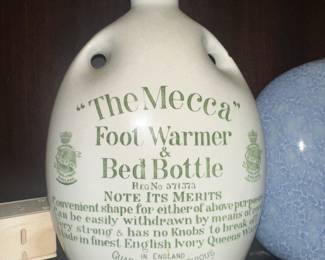 "The Mecca"
Foot Warmer
&
Bed Bottle
REG NO 571373
NOTE ITS MERITS
Convenient shape for either of above purposes
Can be easily withdrawn by means of
very strong & has no Knobs to break
made in finest English Ivory Queens
IN ENGLAND